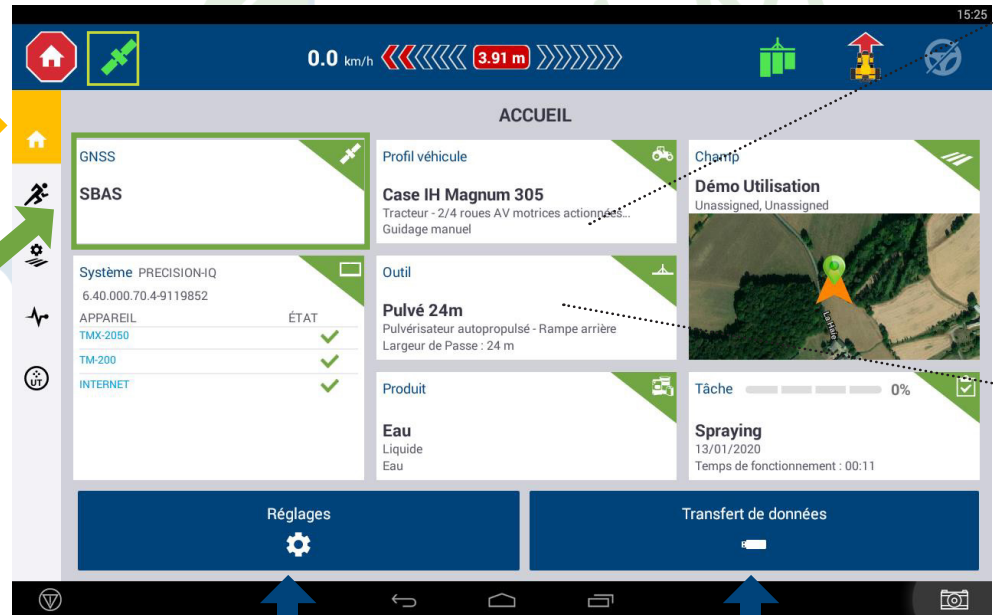 15:25
0.0 km/h 3.91 m
ACCUEIL
GNSS
SBAS
Profil véhicule
Case IH Magnum 305
Tracteur - 2/4 roues AV motrices actionnées...
Guidage manuel
Champ
Démo Utilisation
Unassigned, Unassigned
La Haie
Système PRECISION-IQ
6.40.000.70.4-9119852
APPAREIL ÉTAT
TMX-2050
TM-200
INTERNET
Outil
Pulvé 24m
Pulvérisateur autopropulsé - Rampe arrière
Largeur de Passe : 24 m
Produit
Eau
Liquide
Eau
Tâche 0%
Spraying
13/01/2020
Temps de fonctionnement : 00:11
UT
Réglages
Transfert de données